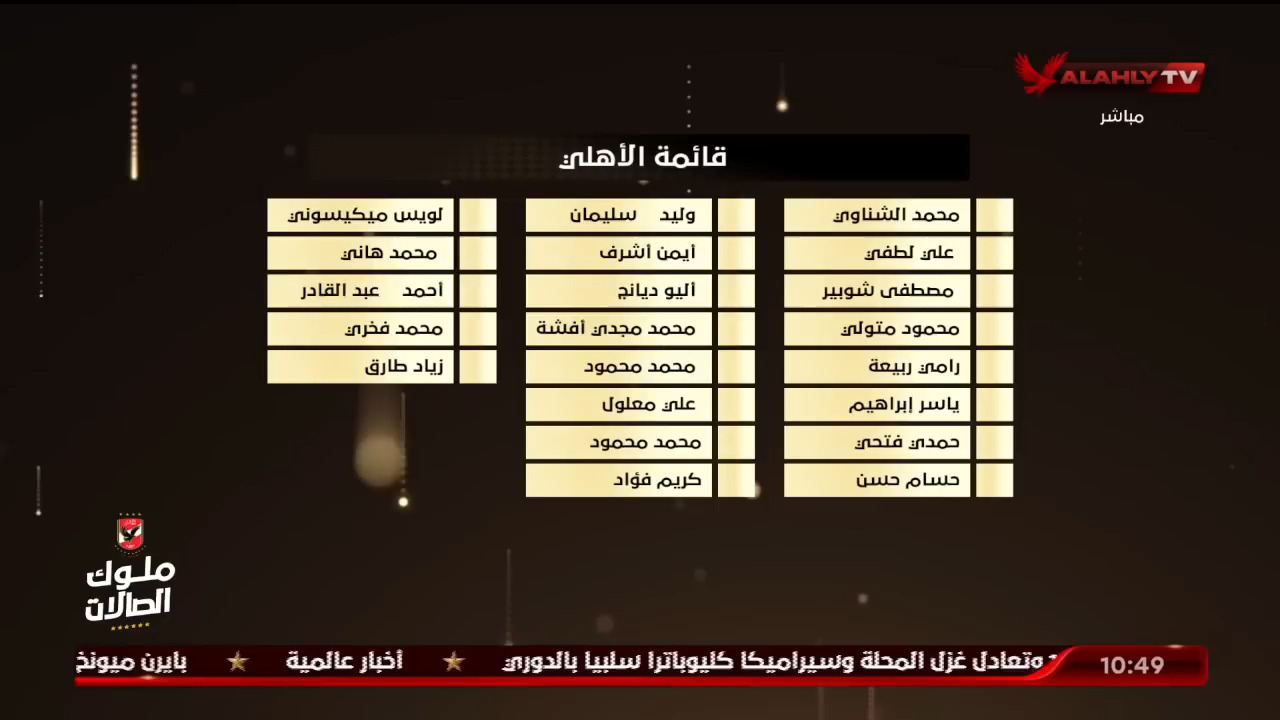 ALAHLY TV
مباشر
قائمة الأهلي
محمد الشناوي
علي لطفي
مصطفى شوبير
محمود متولي
رامي ربيعة
ياسر إبراهيم
حمدي فتحي
حسام حسن
وليد سليمان
أيمن أشرف
أليو ديانج
محمد مجدي أفشة
محمد محمود
علي معلول
محمد محمود
كريم فؤاد
لويس ميكيسوني
محمد هاني
أحمد عبد القادر
محمد فخري
زياد طارق
ملوك
الصالات
10:49
وتعادل غزل المحلة وسيراميكا كليوباترا سلبيا بالدوري ★ أخبار عالمية ★ بايرن ميونخ